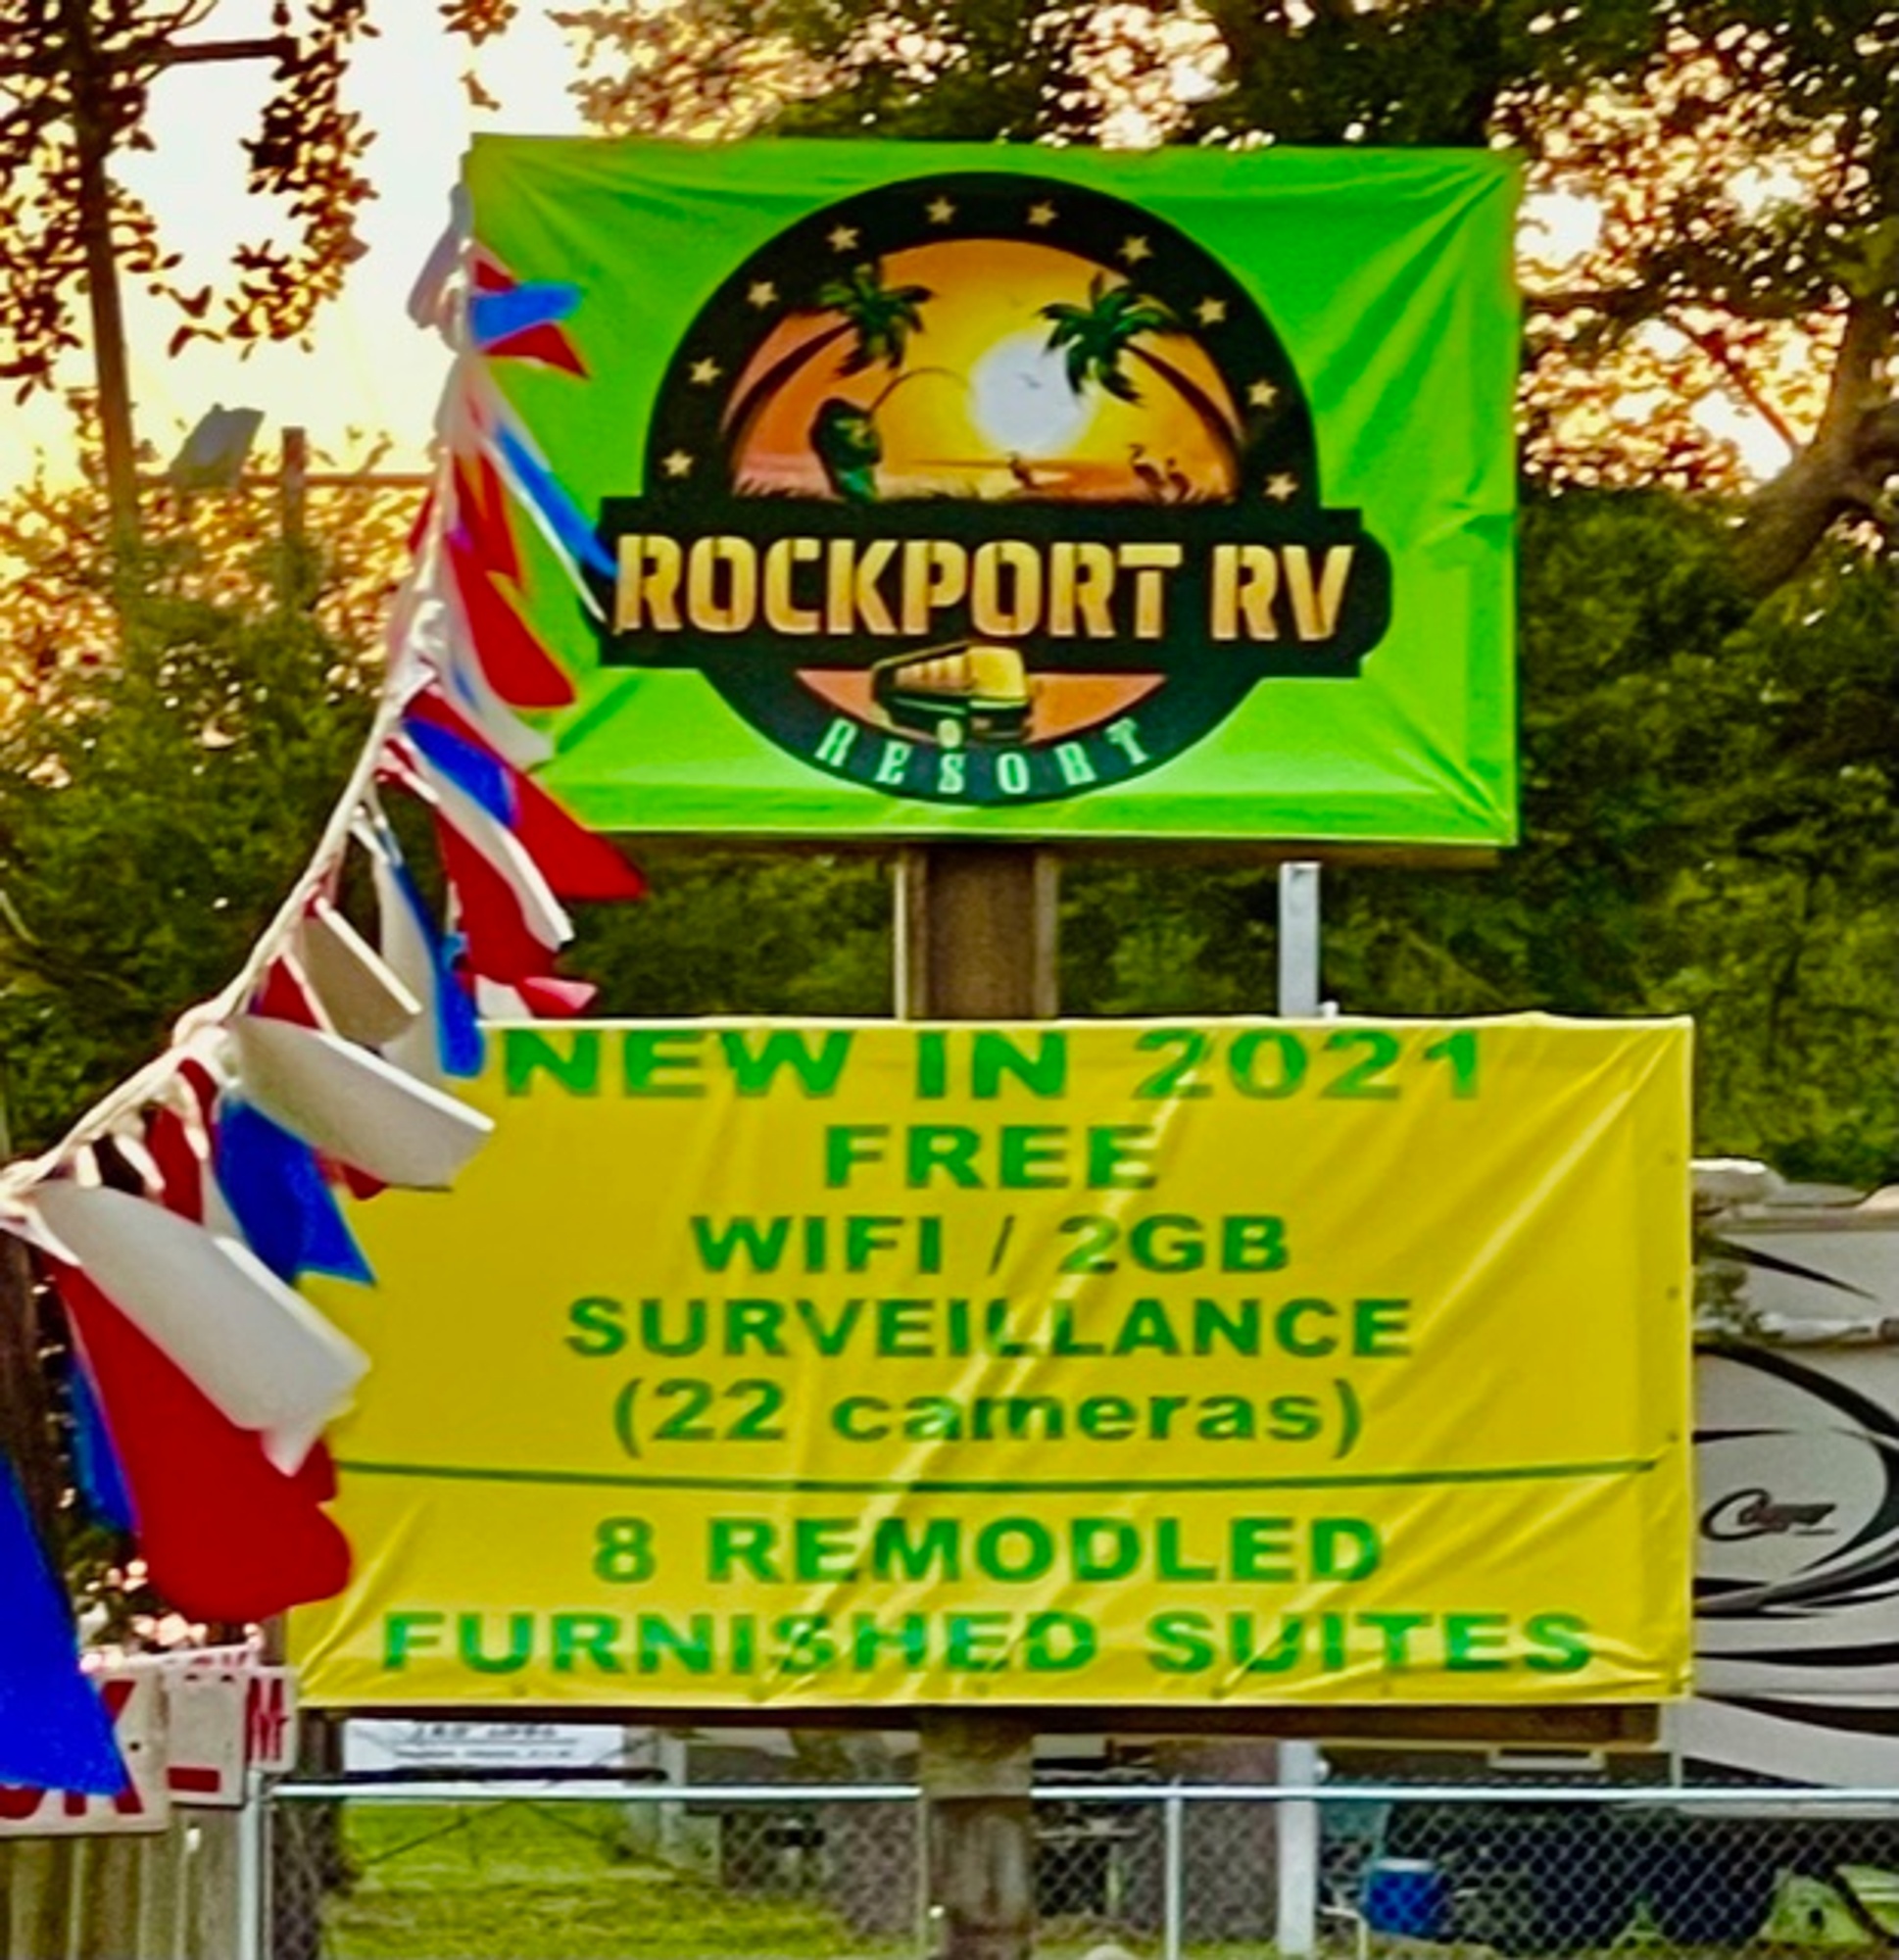 ROCKPORT RV
RESORT
NEW IN 2021
FREE
WIFI / 2GB
SURVEILLANCE
(22 cameras)
8 REMODLED
FURNISHED SUITES